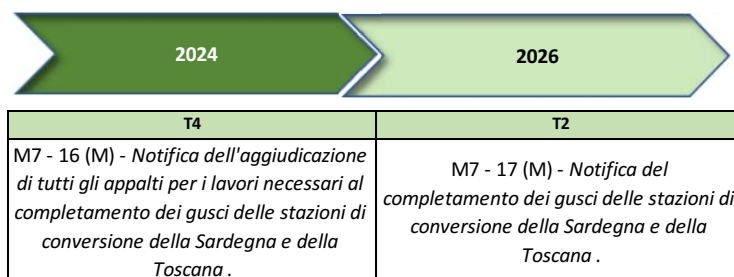 2024
2026
T4
T2
M7 - 16 (M) - Notifica dell'aggiudicazione
di tutti gli appalti per i lavori necessari al
completamento dei gusci delle stazioni di
conversione della Sardegna e della
Toscana .
M7 - 17 (M) - Notifica del
completamento dei gusci delle stazioni di
conversione della Sardegna e della
Toscana .